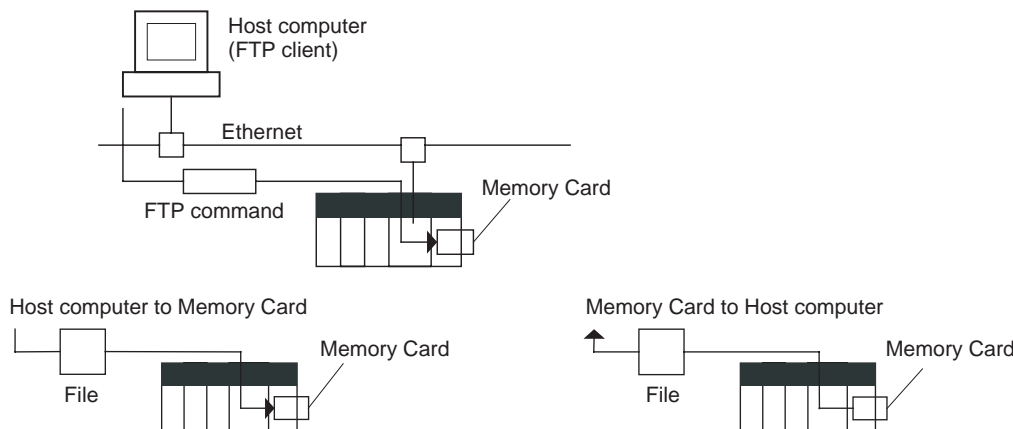 Host computer
(FTP client)
Ethernet
Memory Card
FTP command
Host computer to Memory Card
Memory Card
File
Memory Card to Host computer
Memory Card
File